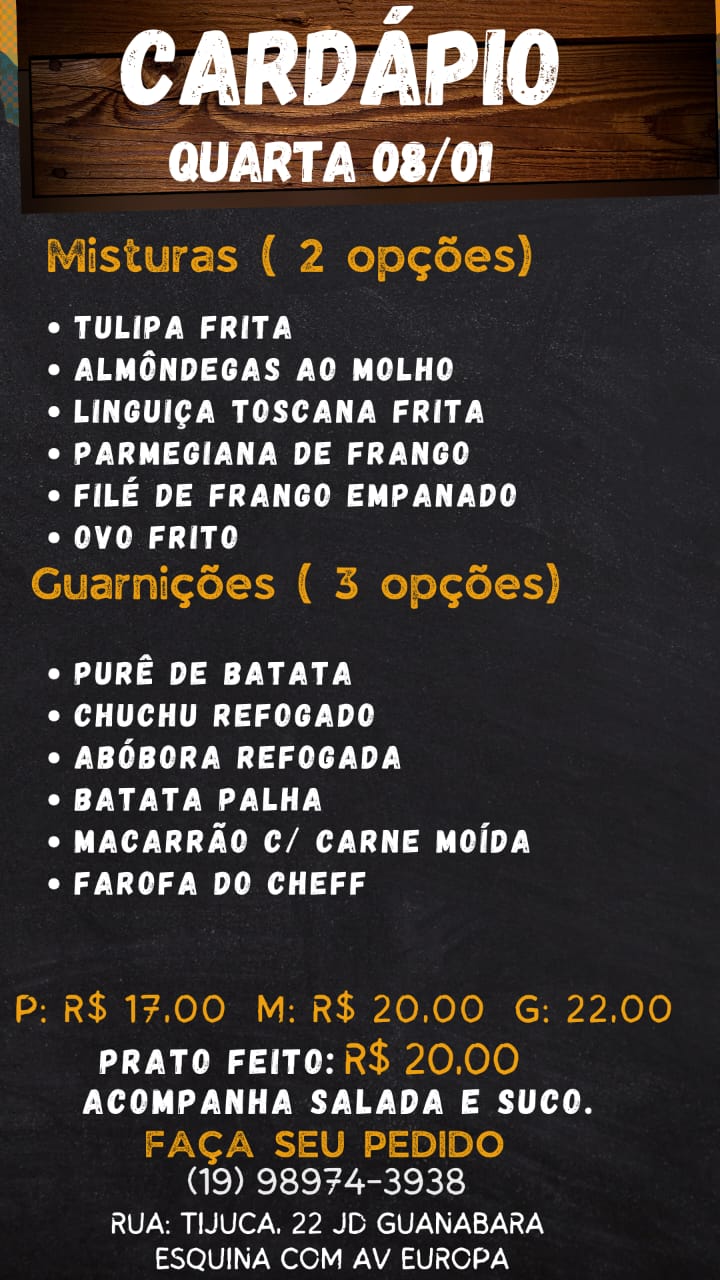 CARDÁPIO
QUARTA 08/01
Misturas ( 2 opções)
• TULIPA FRITA
• ALMÔNDEGAS AO MOLHO
• LINGUIÇA TOSCANA FRITA
• PARMEGIANA DE FRANGO
• FILÉ DE FRANGO EMPANADO
• OVO FRITO
Guarnições ( 3 opções)
• PURÊ DE BATATA
• CHUCHU REFOGADO
• ABÓBORA REFOGADA
• BATATA PALHA
• MACARRÃO C/ CARNE MOÍDA
• FAROFA DO CHEFF
P: R$ 17,00 M: R$ 20,00 G: 22,00
PRATO FEITO: R$ 20,00
ACOMPANHA SALADA E SUCO.
FAÇA SEU PEDIDO
(19) 98974-3938
RUA: TIJUCA, 22 JD GUANABARA
ESQUINA COM AV EUROPA